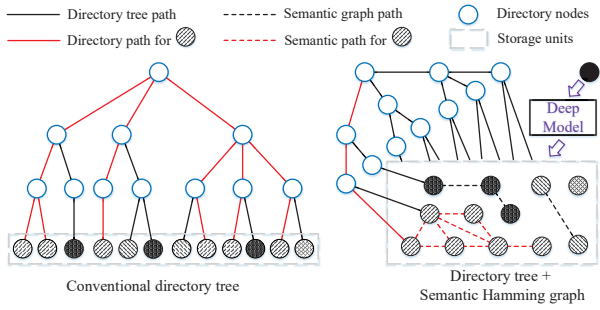 Directory tree path
Semantic graph path
Directory nodes
Directory path for
Semantic path for
Storage units
Deep
Model
Conventional directory tree
Directory tree +
Semantic Hamming graph